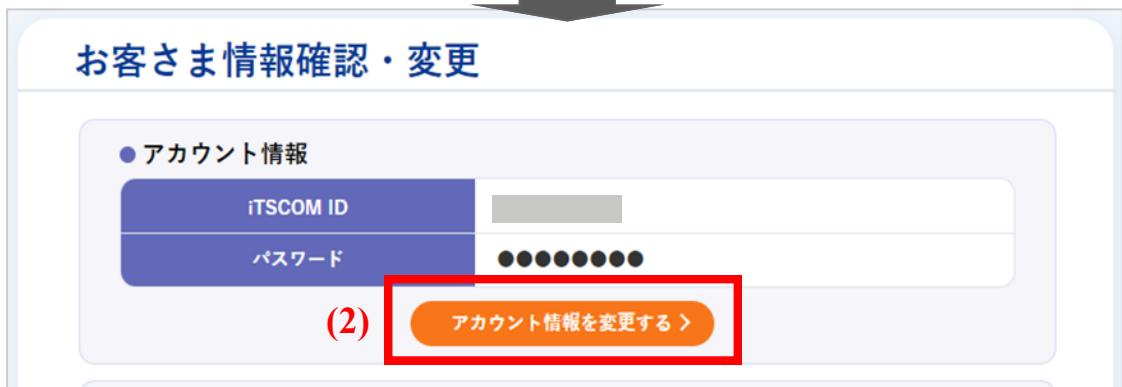 お客さま情報確認・変更
●アカウント情報
iTSCOM ID
パスワード ●●●●●●●●
(2) アカウント情報を変更する >